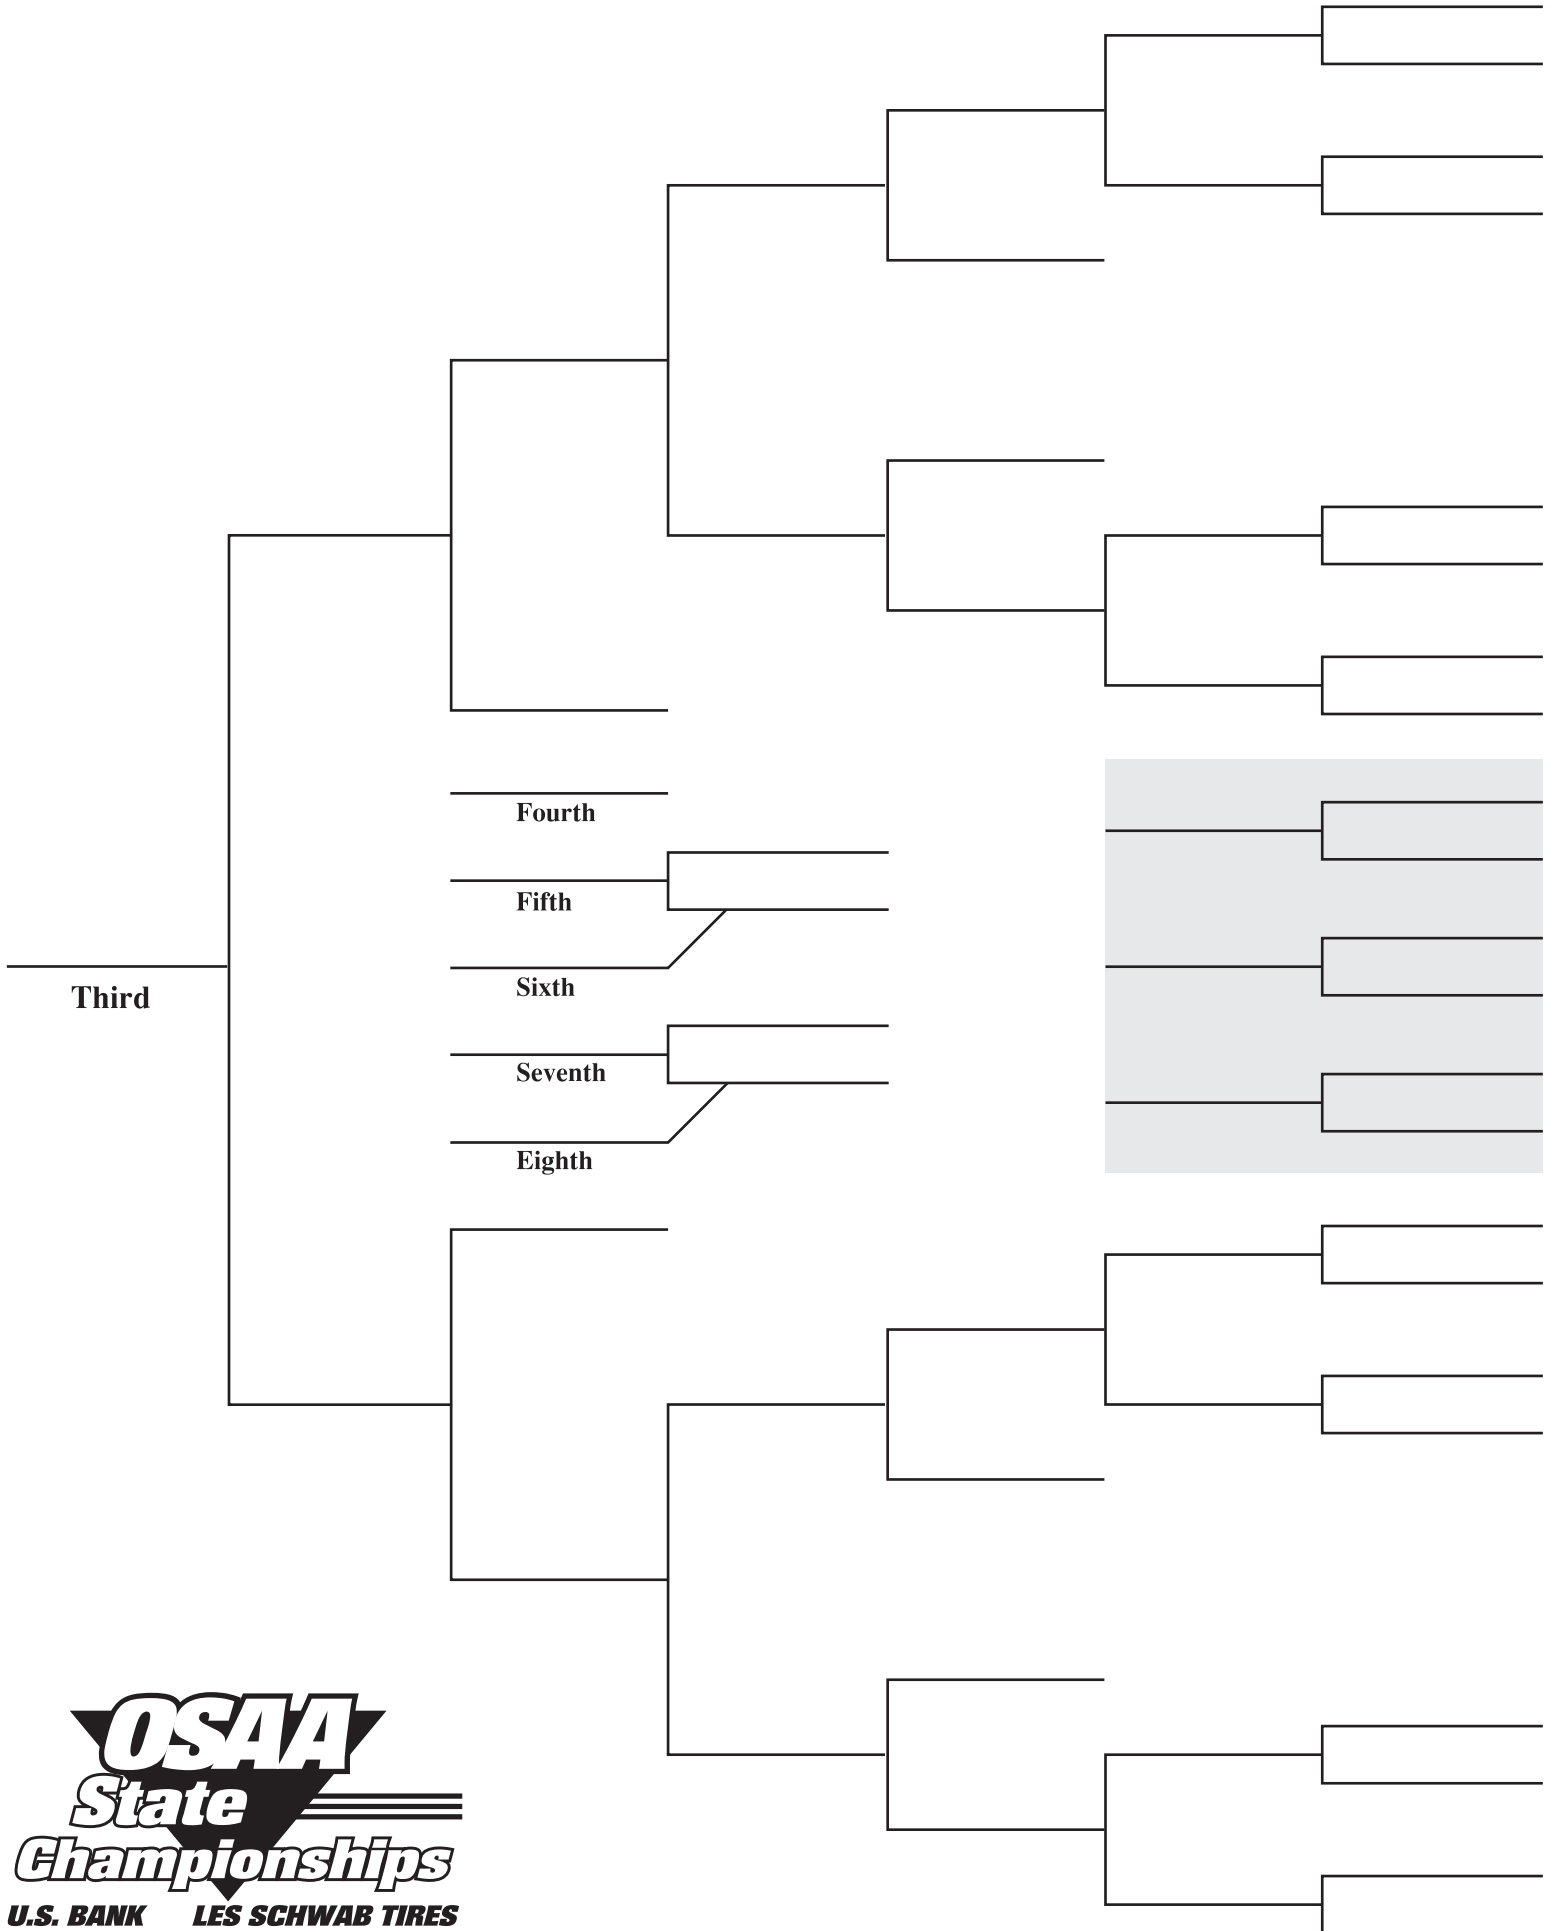 Fourth
Fifth
Sixth
Third
Seventh
Eighth
OSAA
State
Championships
U.S. BANK LES SCHWAB TIRES